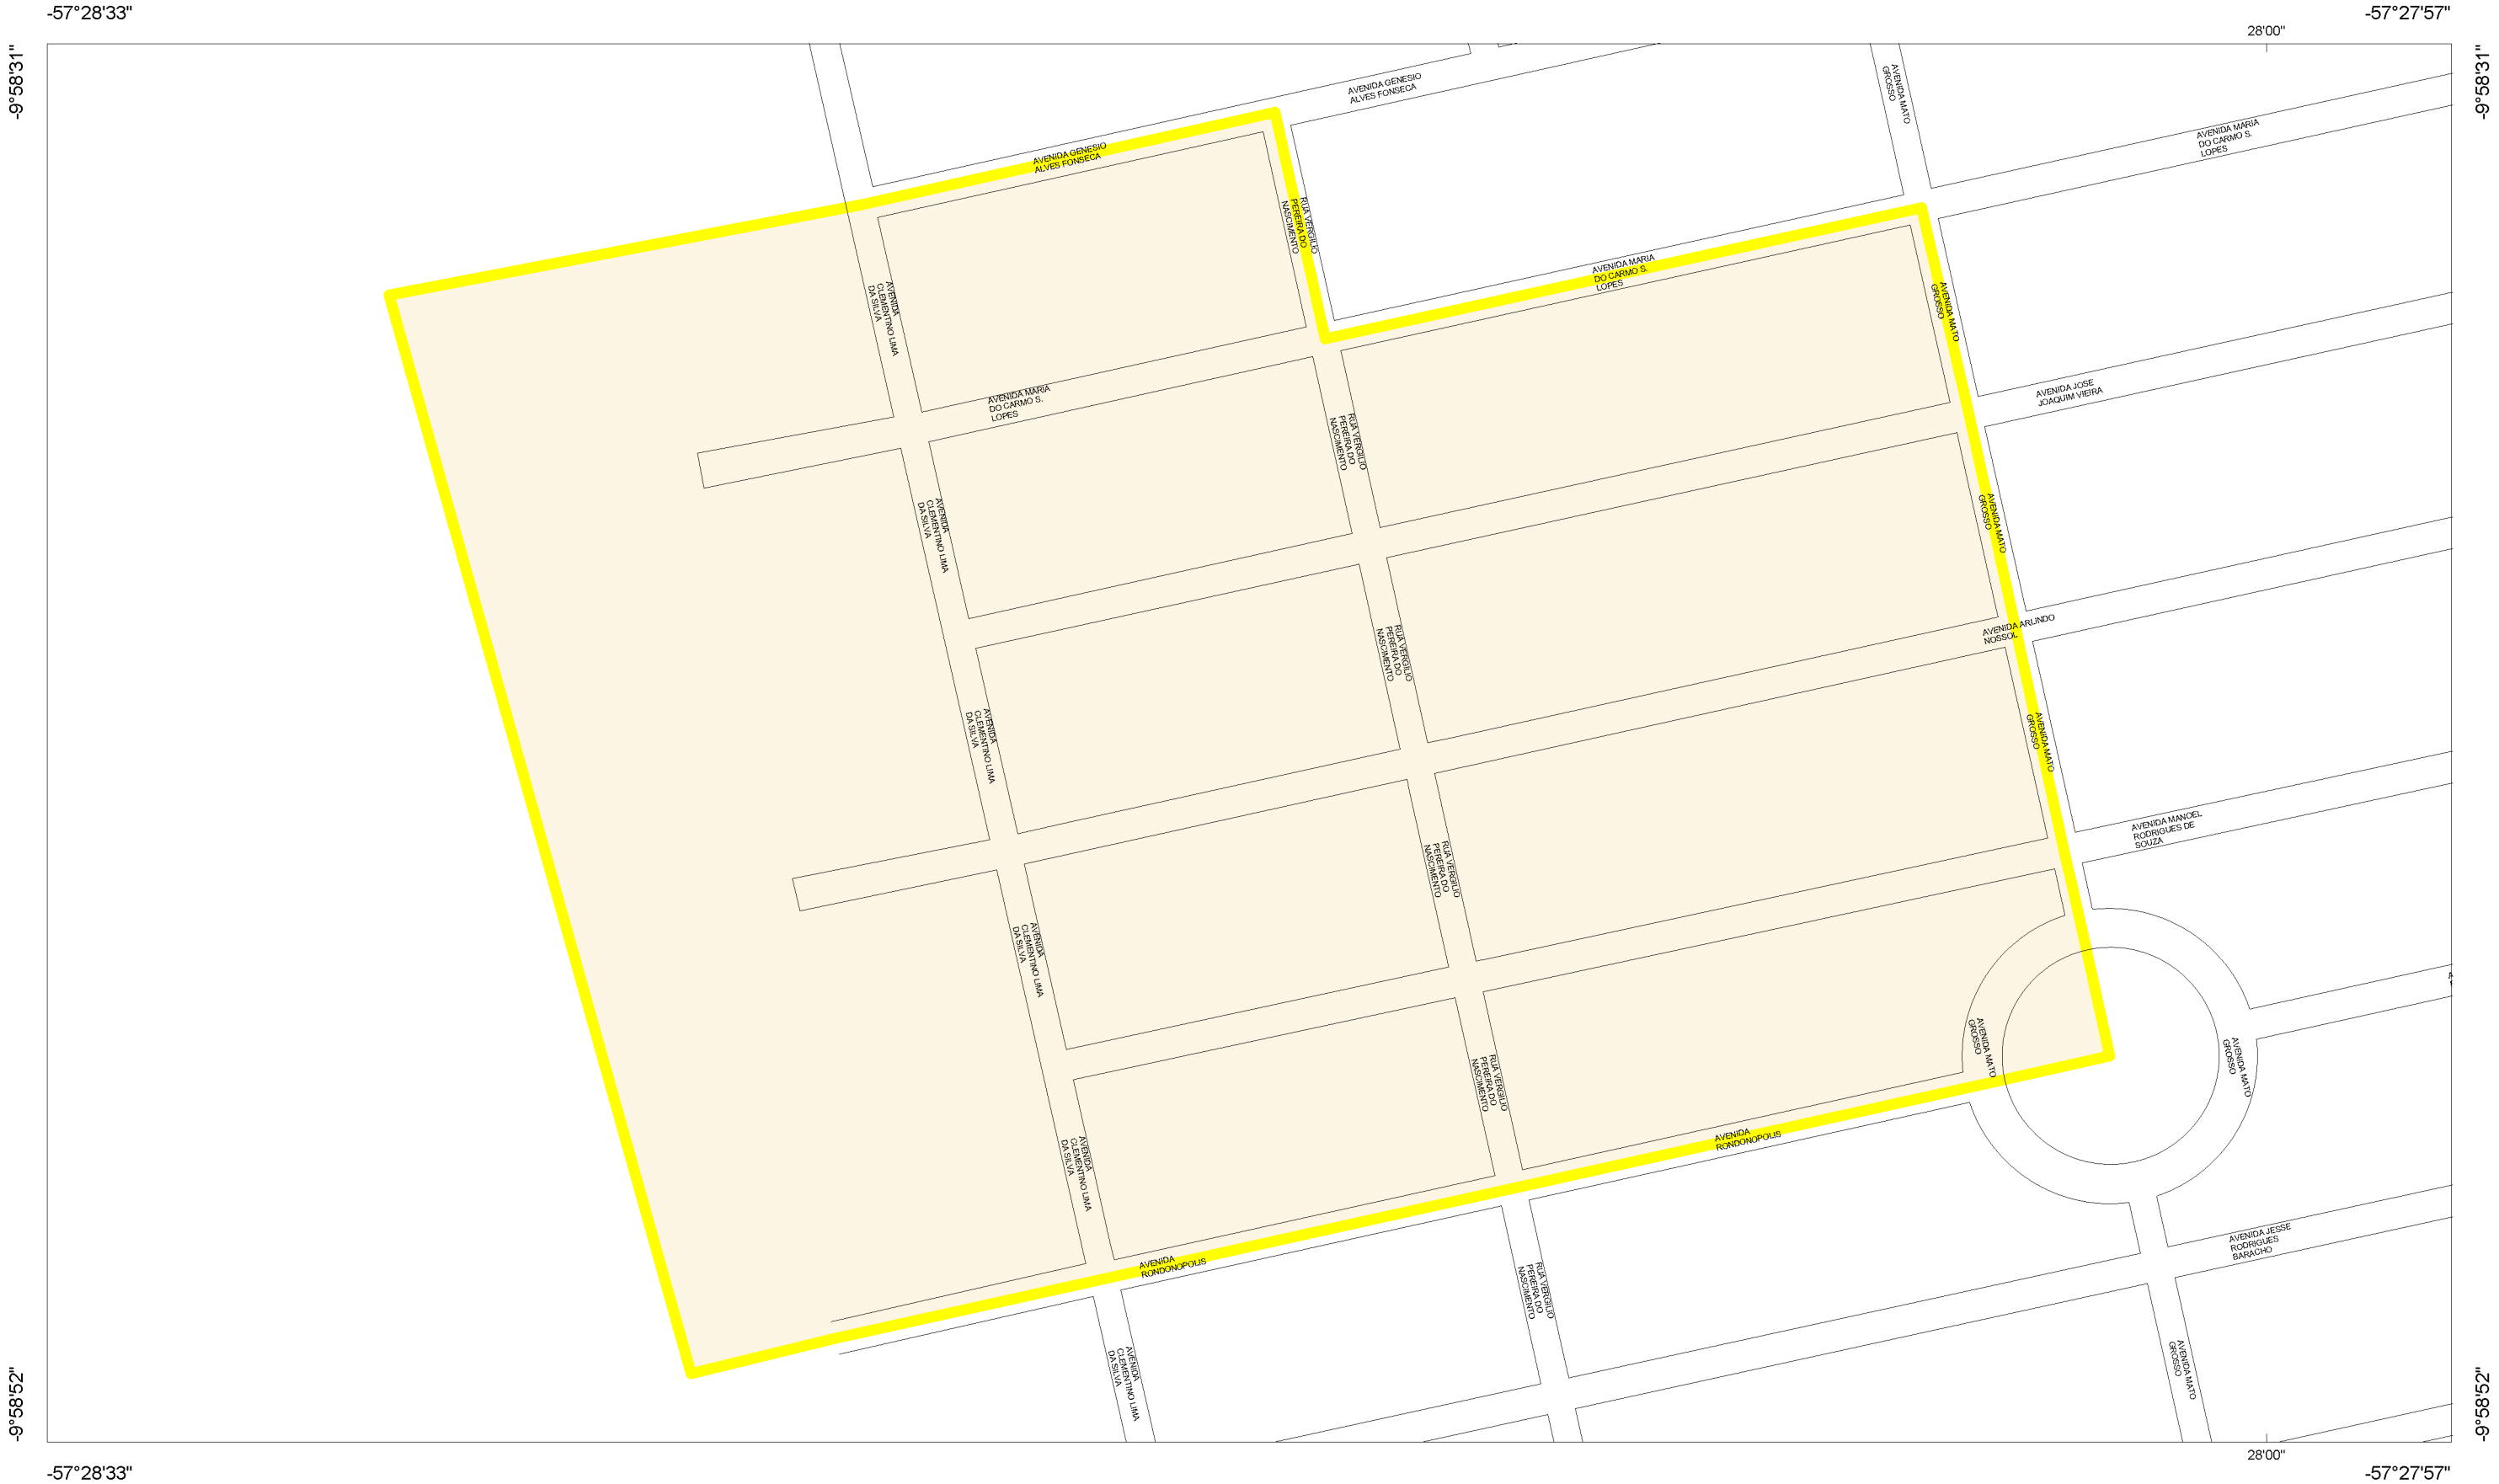 -57°28'33"
-57°27'57"
28'00"
-9°58'31"
-9°58'31"
AVENIDA MATO
GROSSO
AVENIDA GENESIO
ALVES FONSECA
AVENIDA MARIA
DO CARMO S.
LOPES
AVENIDA GENESIO
ALVES FONSECA
RUA VERGILIO
PEREIRA DO
NASCIMENTO
AVENIDA MARIA
DO CARMO S.
LOPES
AVENIDA
CLEMENTINO LIMA
DA SILVA
AVENIDA MATO
GROSSO
AVENIDA MARIA
DO CARMO S.
LOPES
AVENIDA JOSE
JOAQUIM VIEIRA
RUA VERGILIO
PEREIRA DO
NASCIMENTO
AVENIDA
CLEMENTINO LIMA
DA SILVA
AVENIDA MATO
GROSSO
AVENIDA ARLINDO
NOSSOL
RUA VERGILIO
PEREIRA DO
NASCIMENTO
AVENIDA
CLEMENTINO LIMA
DA SILVA
AVENIDA MATO
GROSSO
AVENIDA MANOEL
RODRIGUES DE
SOUZA
RUA VERGILIO
PEREIRA DO
NASCIMENTO
AVENIDA
CLEMENTINO LIMA
DA SILVA
AVENIDA MATO
GROSSO
AVENIDA MATO
GROSSO
RUA VERGILIO
PEREIRA DO
NASCIMENTO
AVENIDA
RONDONOPOLIS
AVENIDA
CLEMENTINO LIMA
DA SILVA
AVENIDA JESSE
RODRIGUES
BARACHO
AVENIDA
RONDONOPOLIS
RUA VERGILIO
PEREIRA DO
NASCIMENTO
AVENIDA
CLEMENTINO LIMA
DA SILVA
AVENIDA MATO
GROSSO
-9°58'52"
-9°58'52"
28'00"
-57°28'33"
-57°27'57"